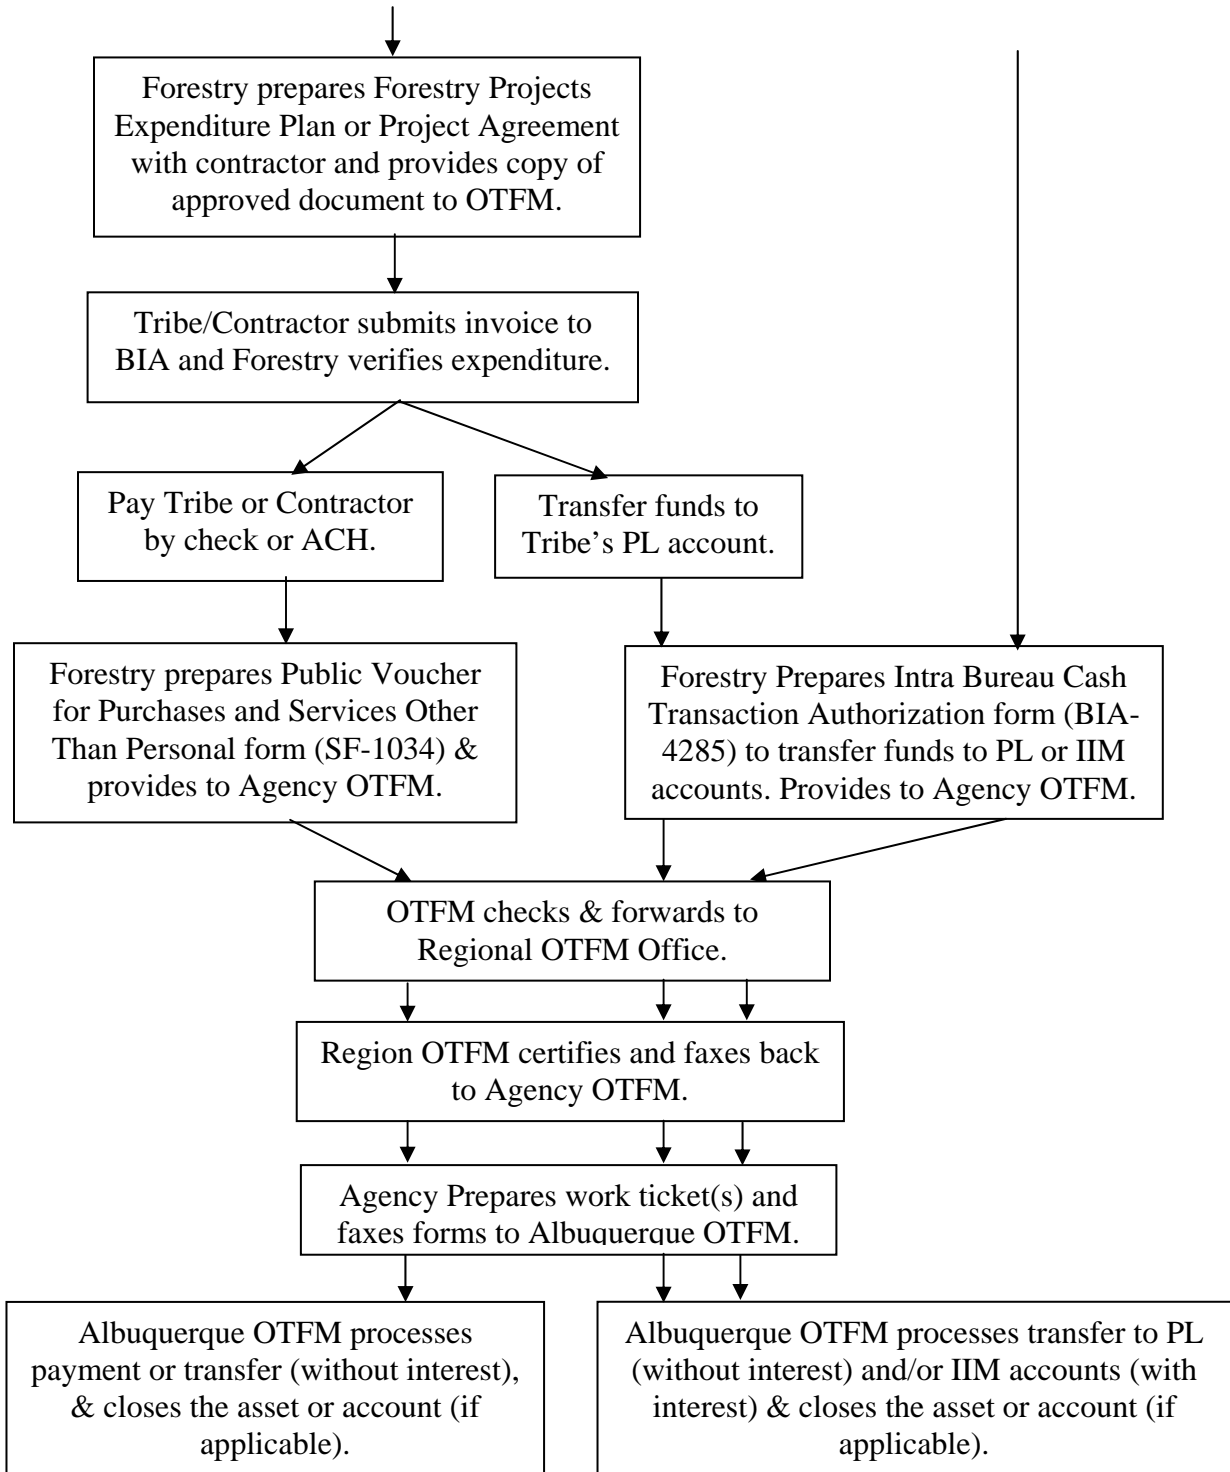 Forestry prepares Forestry Projects
Expenditure Plan or Project Agreement
with contractor and provides copy of
approved document to OTFM.
Tribe/Contractor submits invoice to
BIA and Forestry verifies expenditure.
Pay Tribe or Contractor
by check or ACH.
Transfer funds to
Tribe's PL account.
Forestry prepares Public Voucher
for Purchases and Services Other
Than Personal form (SF-1034) &
provides to Agency OTFM.
Forestry Prepares Intra Bureau Cash
Transaction Authorization form (BIA-
4285) to transfer funds to PL or IIM
accounts. Provides to Agency OTFM.
OTFM checks & forwards to
Regional OTFM Office.
Region OTFM certifies and faxes back
to Agency OTFM.
Agency Prepares work ticket(s) and
faxes forms to Albuquerque OTFM.
Albuquerque OTFM processes
payment or transfer (without interest),
& closes the asset or account (if
applicable).
Albuquerque OTFM processes transfer to PL
(without interest) and/or IIM accounts (with
interest) & closes the asset or account (if
applicable).